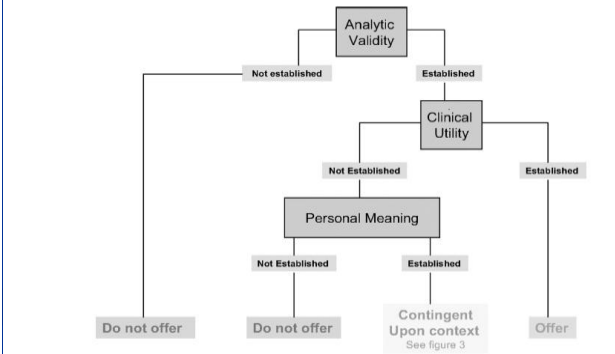 Analytic
Validity
Not established
Established
Clinical
Utility
Not Established
Established
Personal Meaning
Not Established
Established
Do not offer
Do not offer
Contingent
Upon context
See figure 3
Offer